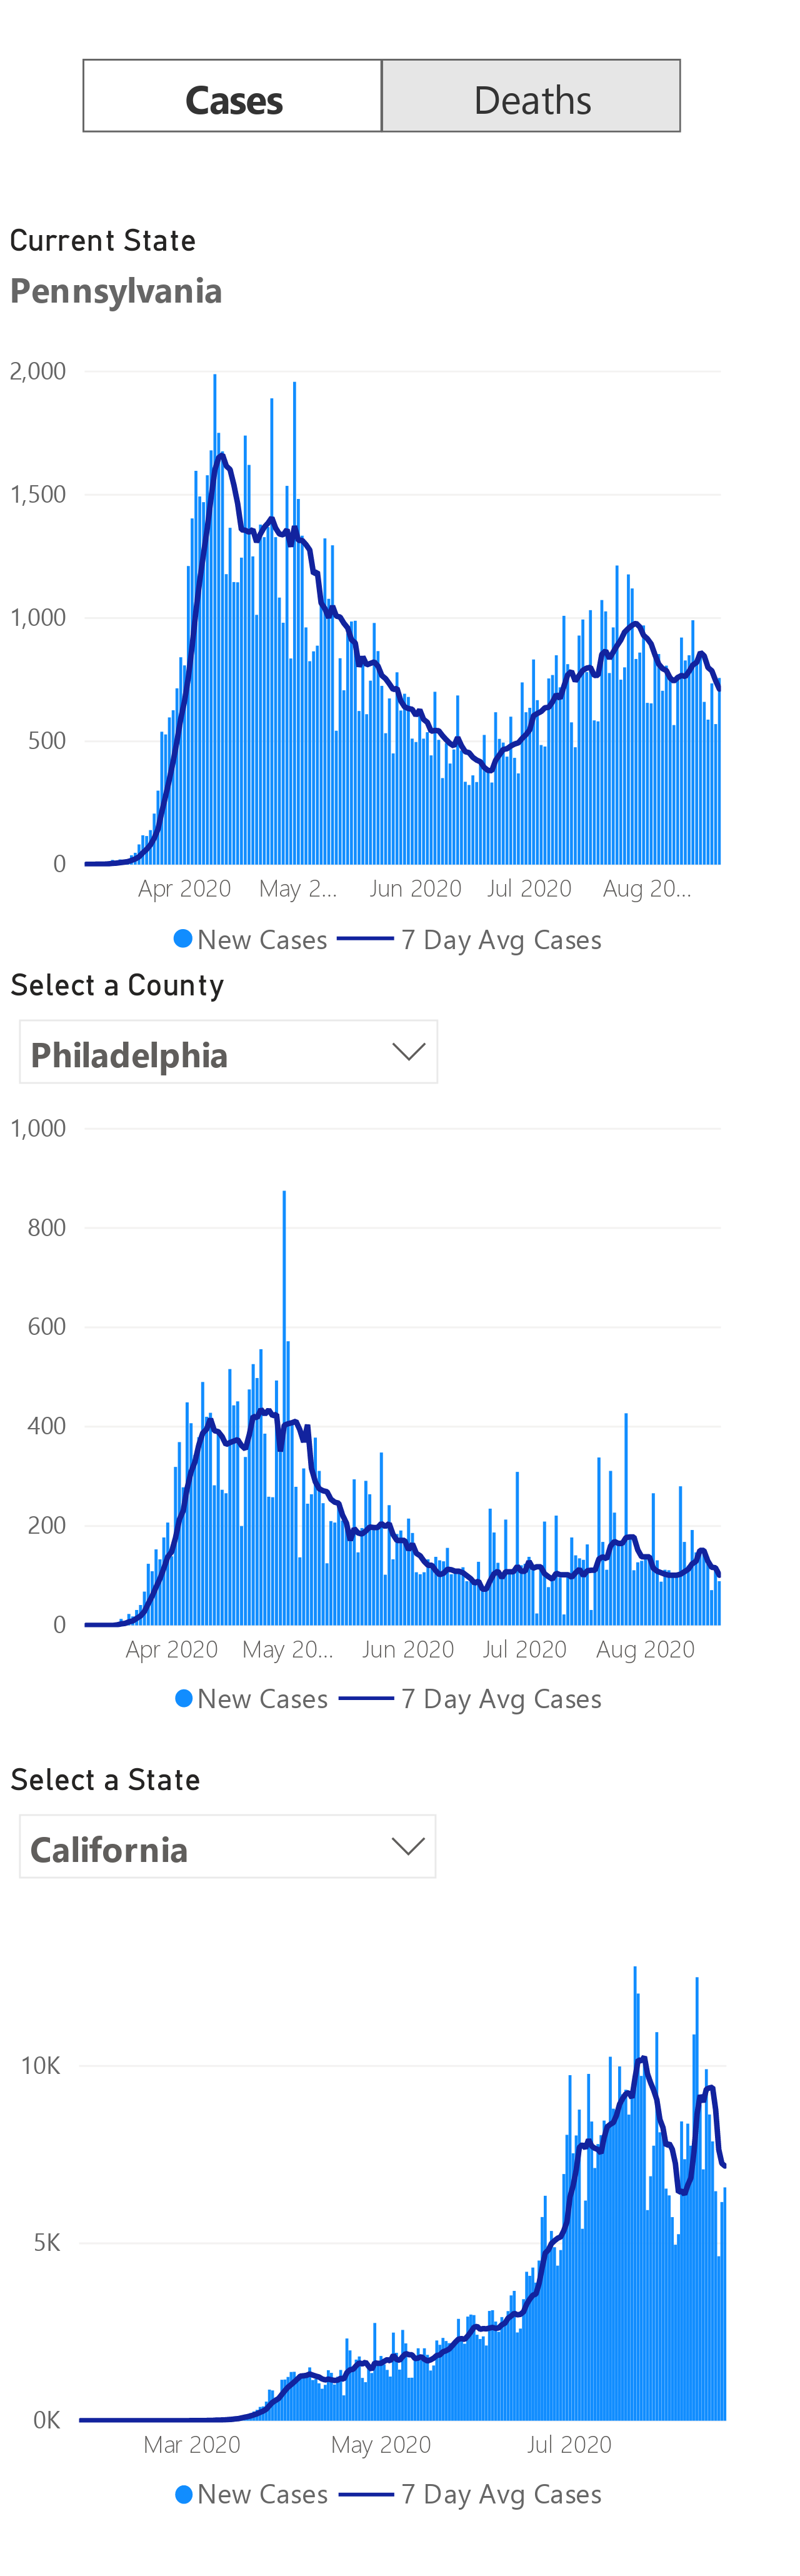 Cases Deaths
Current State
Pennsylvania
2,000
1,500
1,000
500
0
Apr 2020 May 2... Jun 2020 Jul 2020 Aug 20...
New Cases 7 Day Avg Cases
Select a County
Philadelphia
1,000
800
600
400
200
0
Apr 2020 May 20... Jun 2020 Jul 2020 Aug 2020
New Cases 7 Day Avg Cases
Select a State
California
10K
5K
0K
Mar 2020 May 2020 Jul 2020
New Cases 7 Day Avg Cases